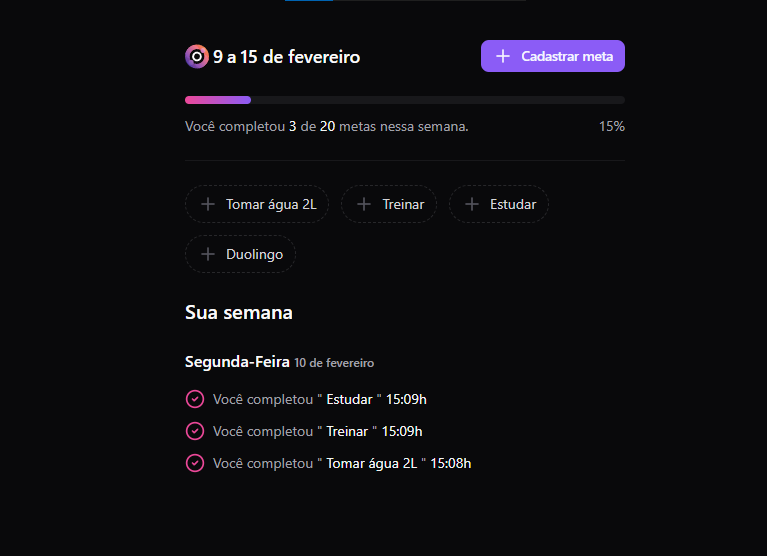 9 a 15 de fevereiro
Cadastrar meta
Você completou 3 de 20 metas nessa semana. 15%
Tomar água 2L Treinar Estudar
Duolingo
Sua semana
Segunda-Feira 10 de fevereiro
Você completou " Estudar " 15:09h
Você completou " Treinar " 15:09h
Você completou " Tomar água 2L " 15:08h